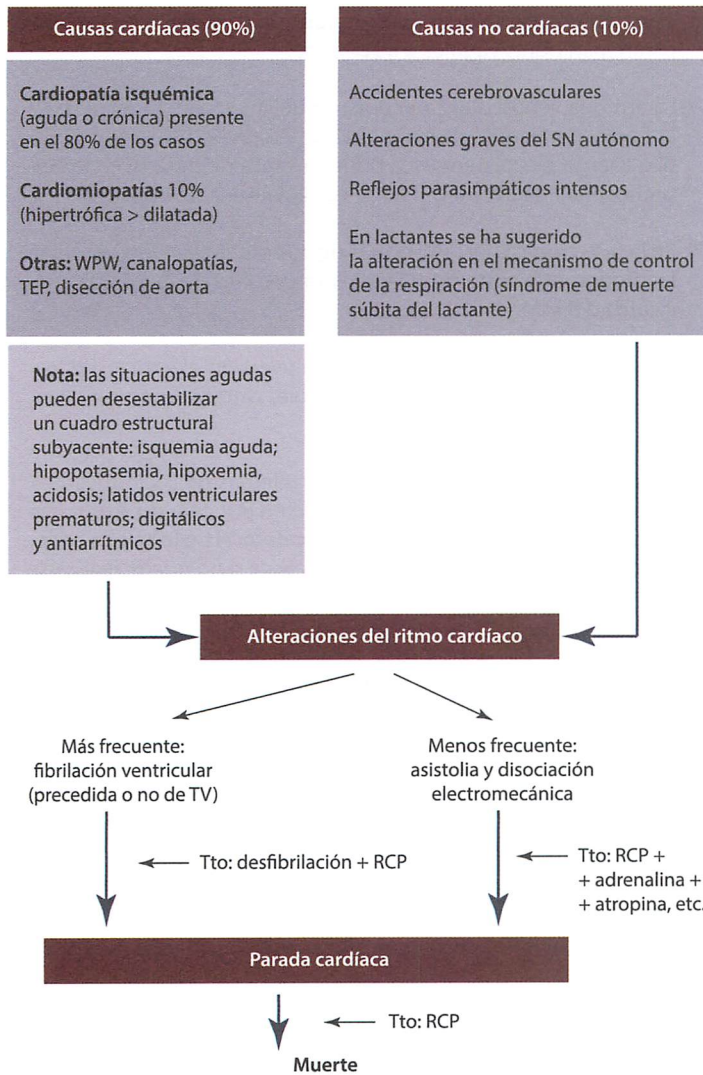 Causas cardíacas (90%)
Cardiopatía isquémica
(aguda o crónica) presente
en el 80% de los casos
Cardiomiopatías 10%
(hipertrófica > dilatada)
Otras: WPW, canalopatías,
TEP, disección de aorta
Nota: las situaciones agudas
pueden desestabilizar
un cuadro estructural
subyacente: isquemia aguda;
hipopotasemia, hipoxemia,
acidosis; latidos ventriculares
prematuros; digitálicos
y antiarrítmicos
Causas no cardíacas (10%)
Accidentes cerebrovasculares
Alteraciones graves del SN autónomo
Reflejos parasimpáticos intensos
En lactantes se ha sugerido
la alteración en el mecanismo de control
de la respiración (síndrome de muerte
súbita del lactante)
Alteraciones del ritmo cardíaco
Más frecuente:
fibrilación ventricular
(precedida o no de TV)
Tto: desfibrilación + RCP
Menos frecuente:
asistolia y disociación
electromecánica
Tto: RCP +
+ adrenalina +
+ atropina, etc.
Parada cardíaca
Tto: RCP
Muerte